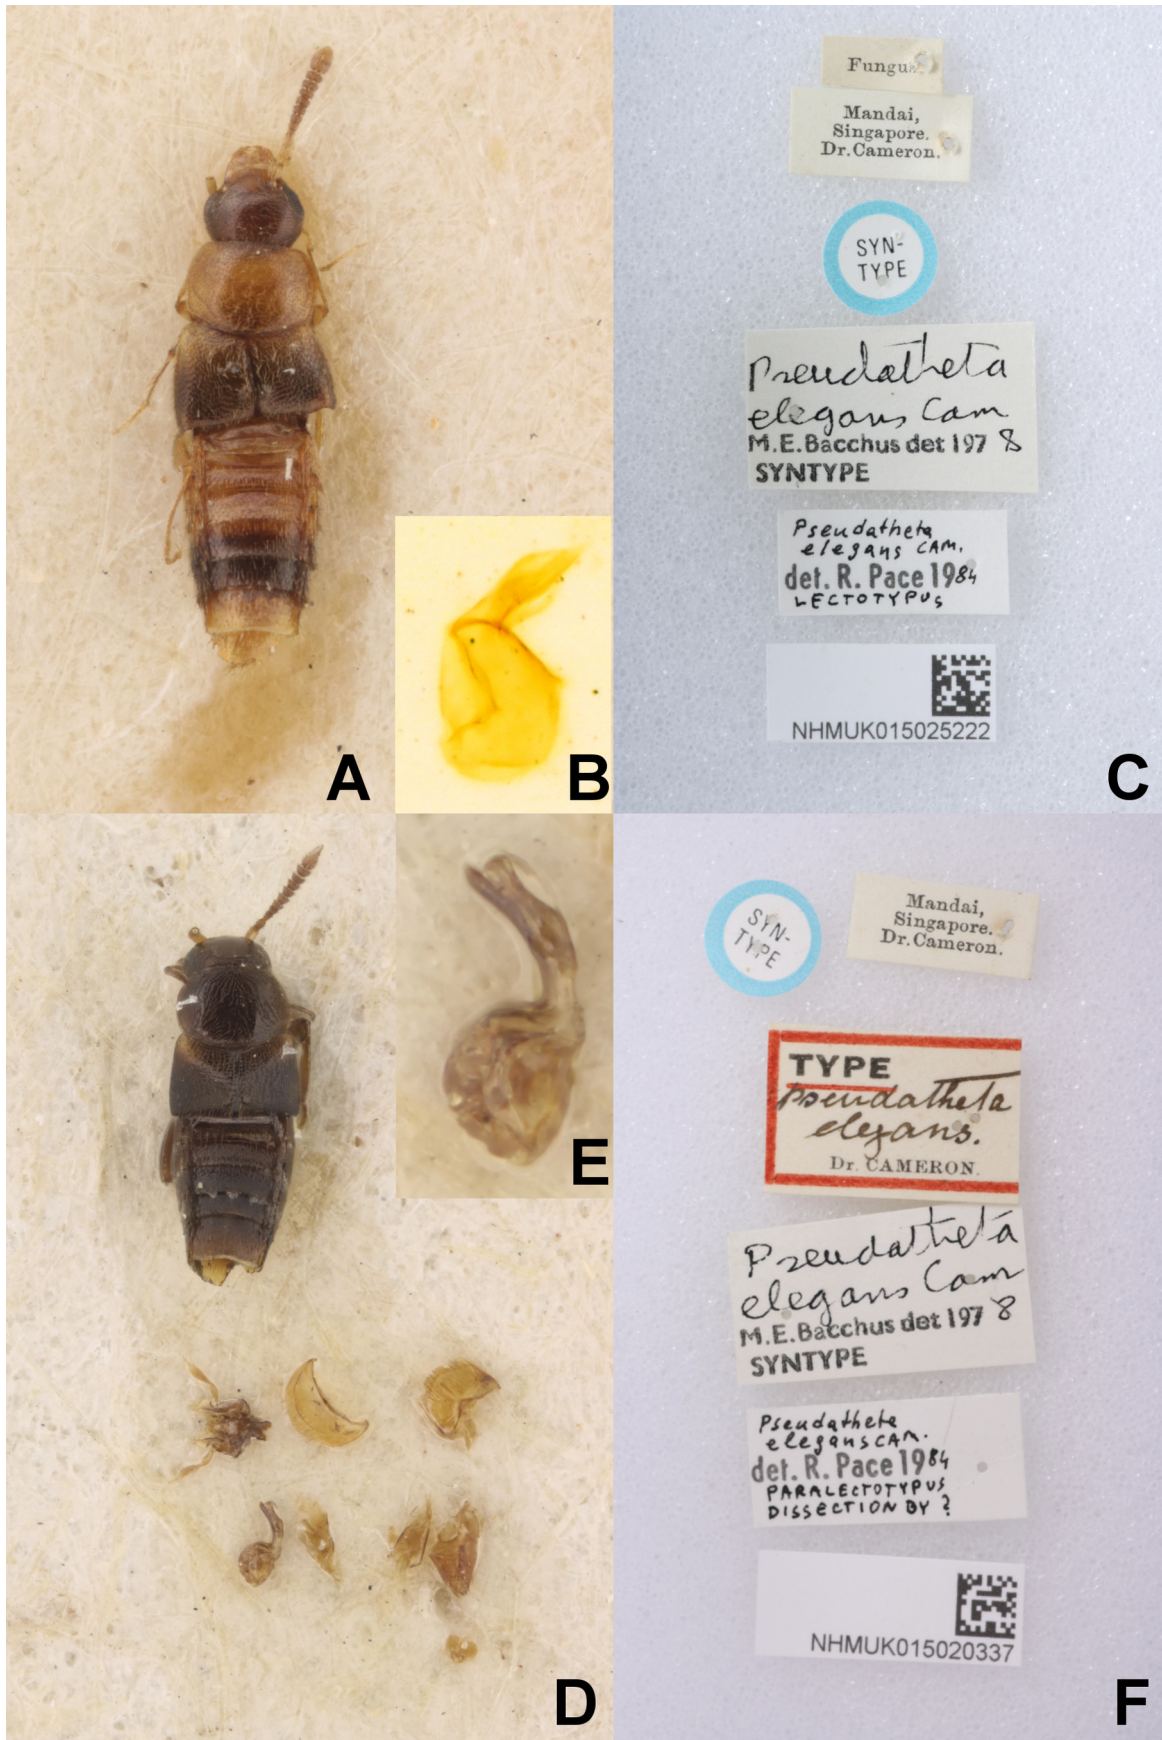 A
B
Fungus
Mandai,
Singapore.
Dr. Cameron.
SYN-
TYPE
Pseudatheta
elegans Cam
M.E. Bacchus det 1978
SYNTYPE
Pseudatheta
elegans CAM.
det. R. Pace 1984
LECTOTYPUS
NHMUK015025222
C
D
E
SYN-
TYPE
Mandai,
Singapore.
Dr. Cameron.
TYPE
Pseudatheta
elegans.
Dr. CAMERON.
Pseudatheta
elegans Cam
M.E. Bacchus det 1978
SYNTYPE
Pseudatheta
elegans CAM.
det. R. Pace 1984
PARALECTOTYPUS
DISSECTION BY ?
NHMUK015020337
F